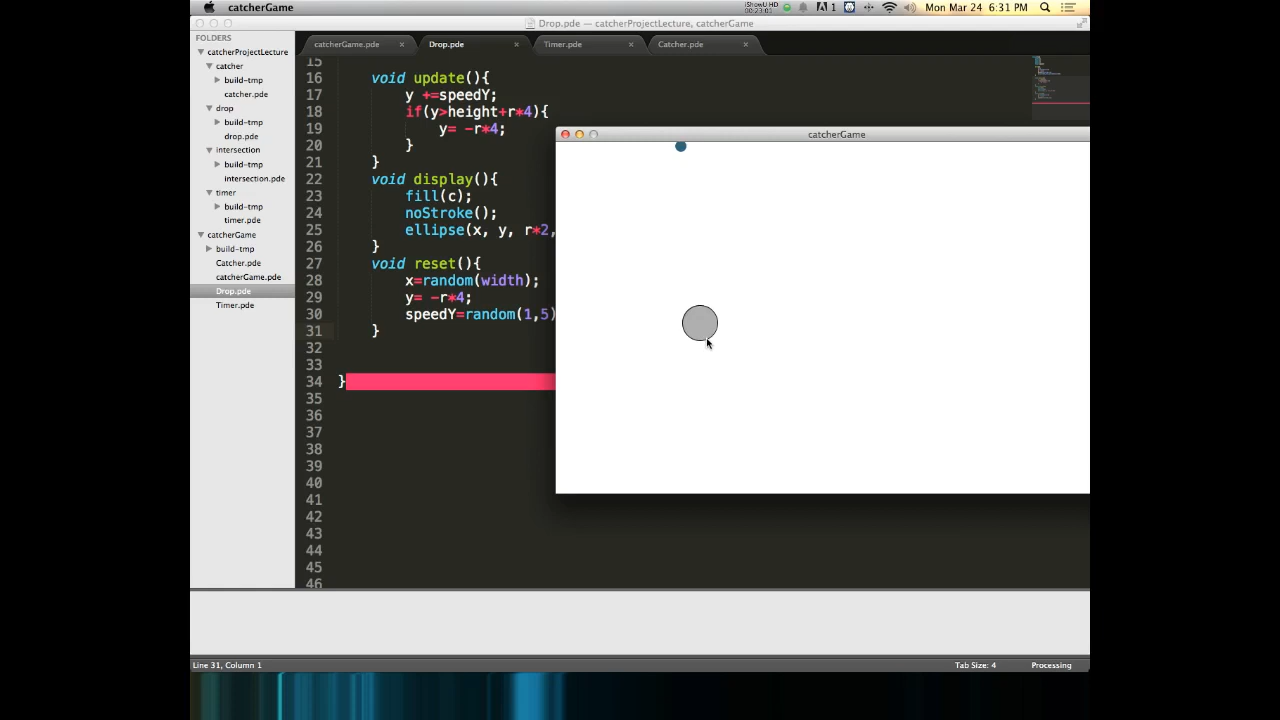 catcherGame
iShowU HD
00:23:01
1
Mon Mar 24 6:31 PM
Drop.pde — catcherProjectLecture, catcherGame
FOLDERS
catcherProjectLecture
catcher
build-tmp
catcher.pde
drop
build-tmp
drop.pde
intersection
build-tmp
intersection.pde
timer
build-tmp
timer.pde
catcherGame
build-tmp
Catcher.pde
catcherGame.pde
Drop.pde
Timer.pde
catcherGame.pde
Drop.pde
Timer.pde
Catcher.pde
15
16 void update(){
17 y +=speedY;
18 if(y>height+r*4){
19 y= -r*4;
20 }
21 }
22 void display(){
23 fill(c);
24 noStroke();
25 ellipse(x, y, r*2,
26 }
27 void reset(){
28 x=random(width);
29 y= -r*4;
30 speedY=random(1,5)
31 }
32
33
34 }
35
36
37
38
39
40
41
42
43
44
45
46
catcherGame
Line 31, Column 1
Tab Size: 4
Processing